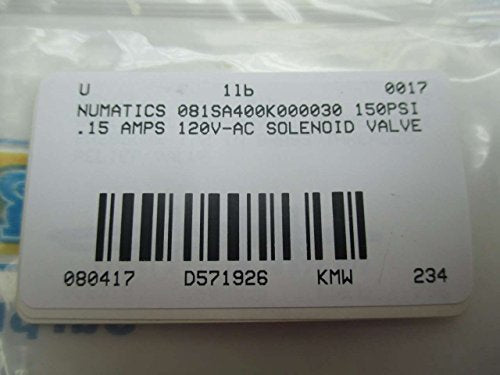 U 1lb 0017
NUMATICS 081SA400K000030 150PSI
.15 AMPS 120V-AC SOLENOID VALVE
080417 D571926 KMW 234